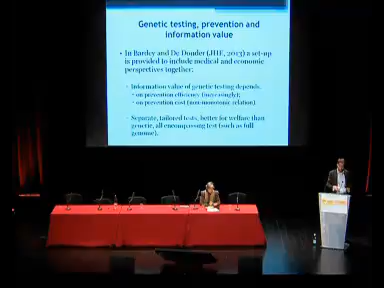 Genetic testing, prevention and
information value
• In Bardey and De Donder (JHE, 2013) a set-up
is provided to include medical and economic
perspectives together:
- Information value of genetic testing depends
- on prevention efficiency (increasingly);
- on prevention cost (non-monotonic relation)
- Separate, tailored tests, better for welfare than
generic, all encompassing test (such as full
genome).